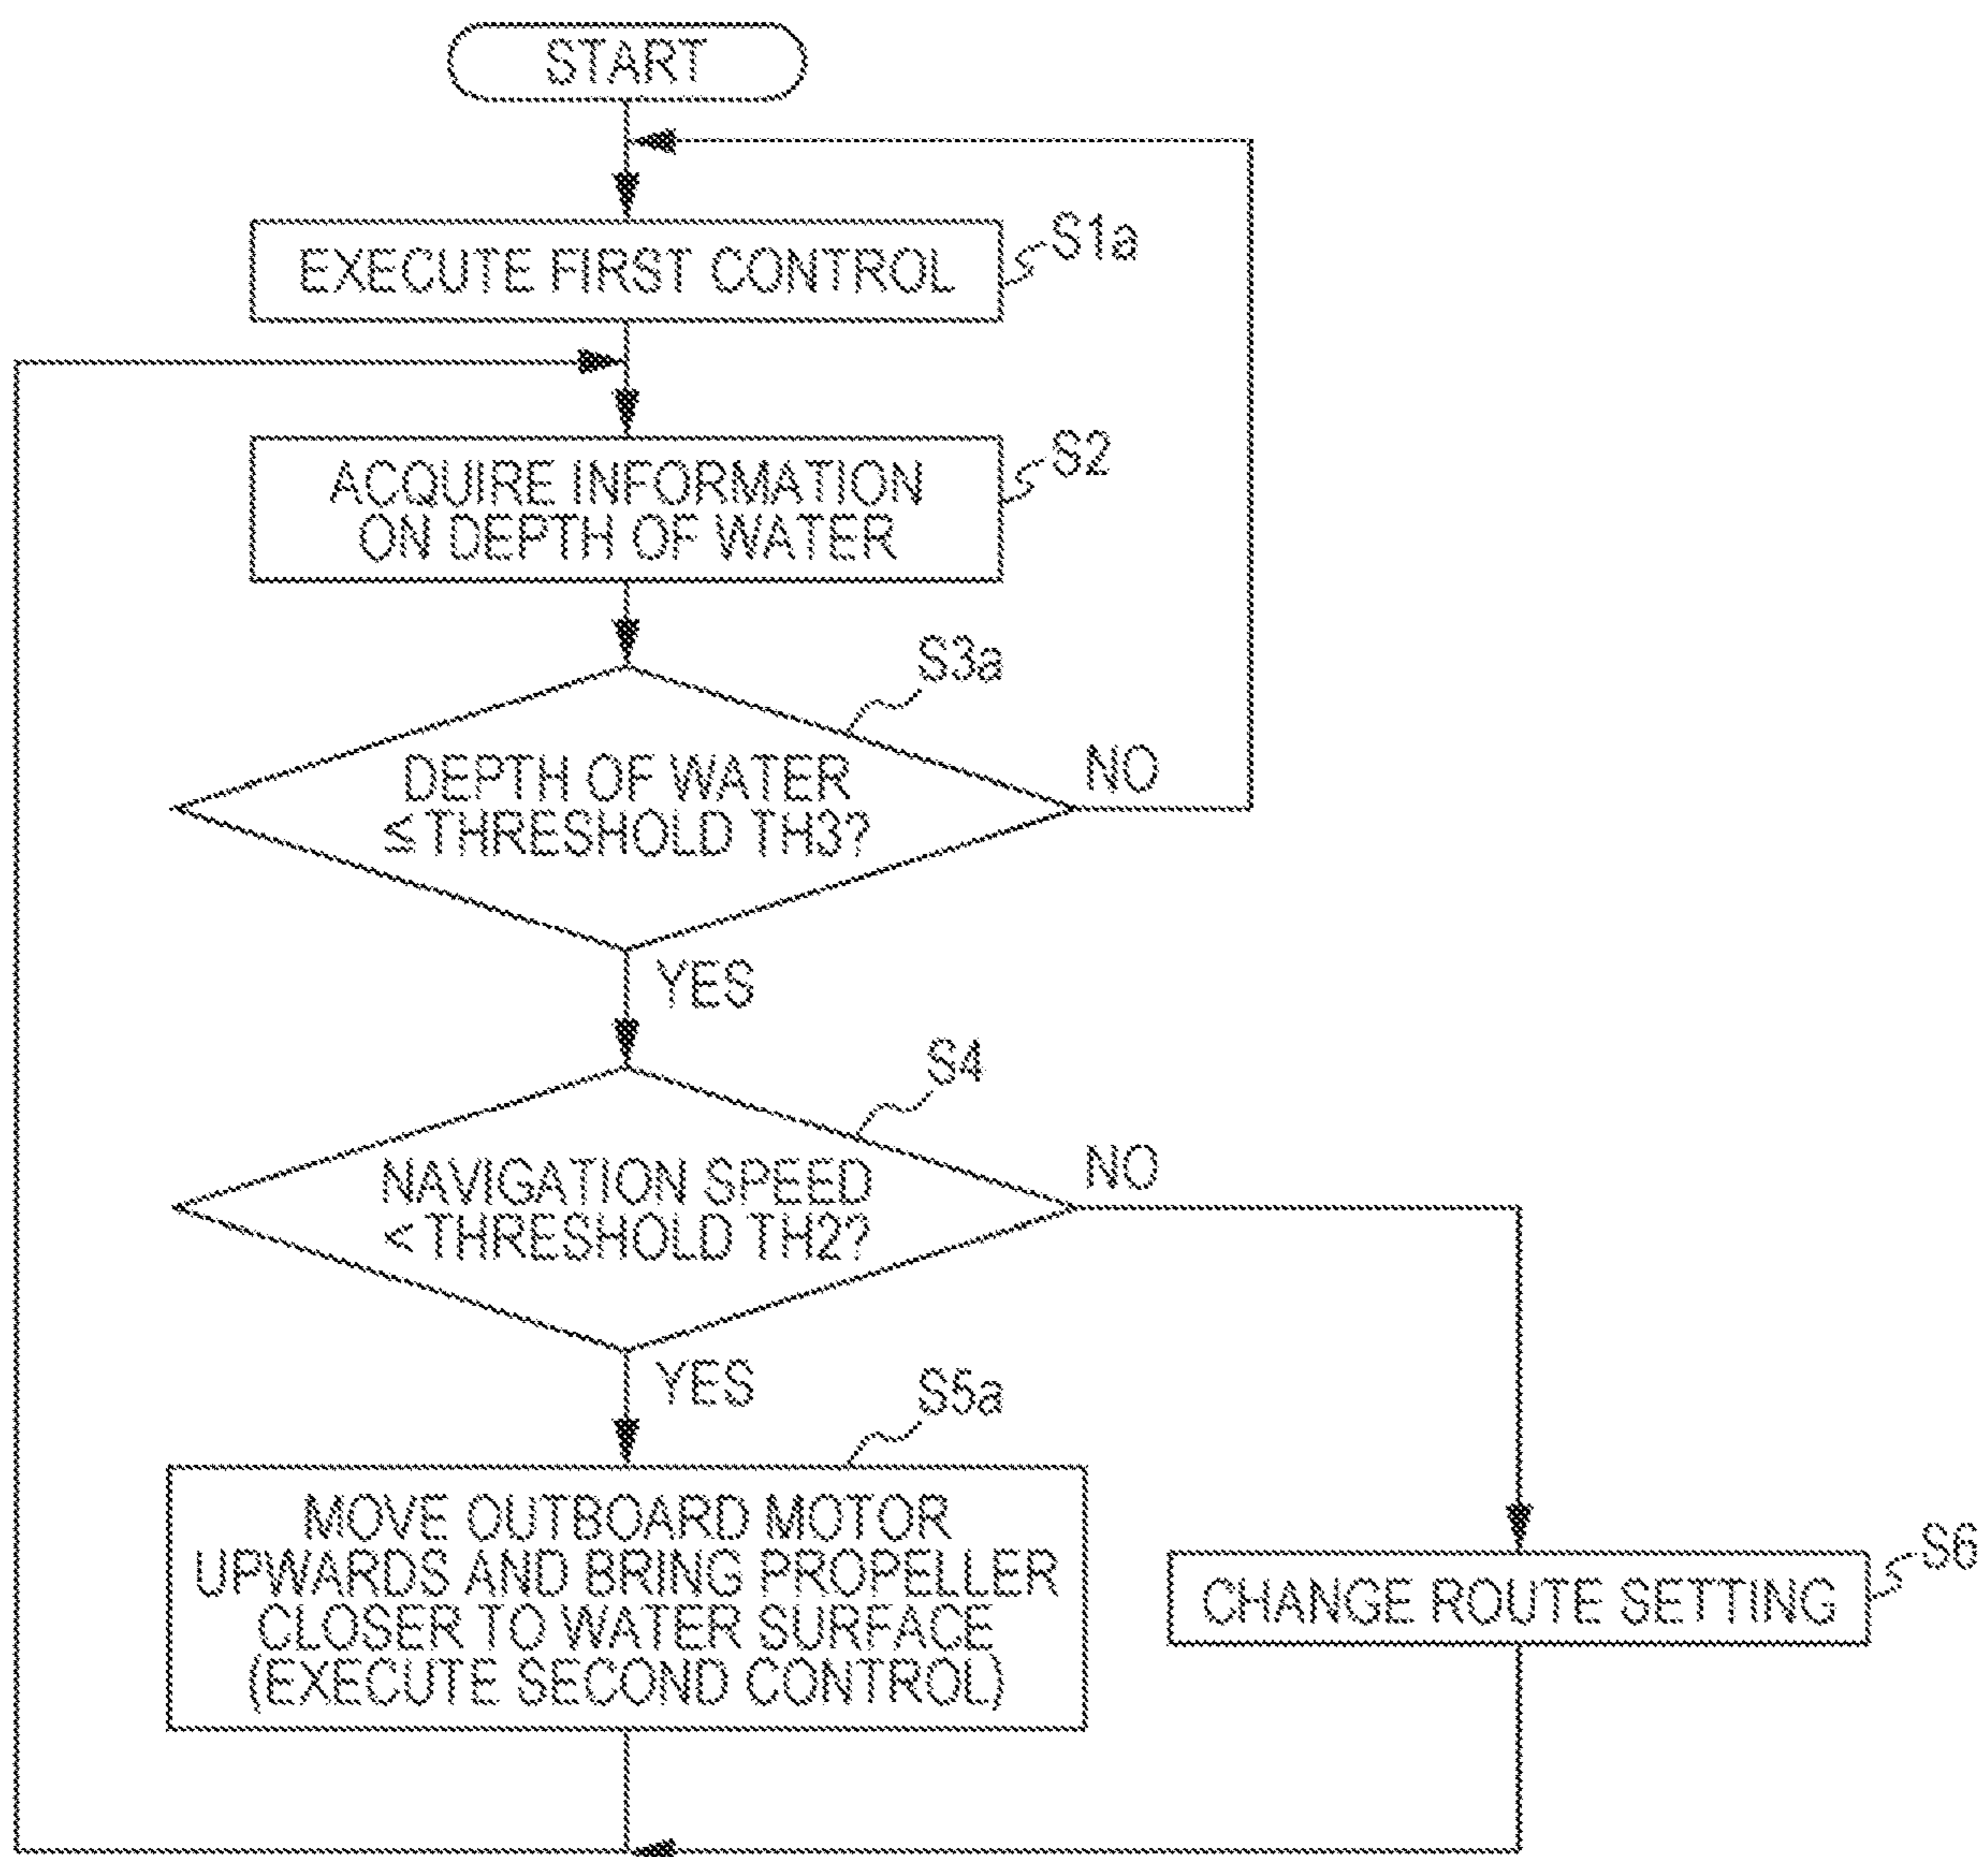 START
EXECUTE FIRST CONTROL
S1a
ACQUIRE INFORMATION
ON DEPTH OF WATER
S2
S3a
DEPTH OF WATER
≤ THRESHOLD TH3?
NO
YES
S4
NAVIGATION SPEED
< THRESHOLD TH2?
NO
YES
S5a
MOVE OUTBOARD MOTOR
UPWARDS AND BRING PROPELLER
CLOSER TO WATER SURFACE
(EXECUTE SECOND CONTROL)
CHANGE ROUTE SETTING
S6